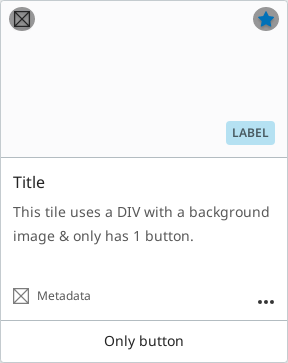 LABEL
Title
This tile uses a DIV with a background
image & only has 1 button.
Metadata
Only button